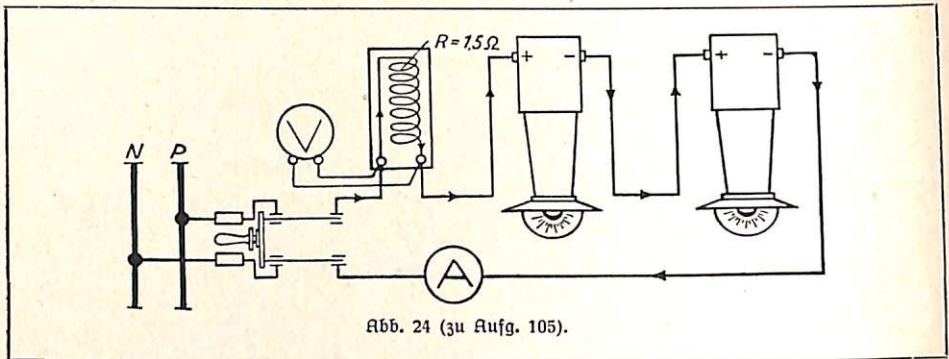 R = 1,5 Ω
+ -
+ -
V
N P
A
Abb. 24 (zu Aufg. 105).